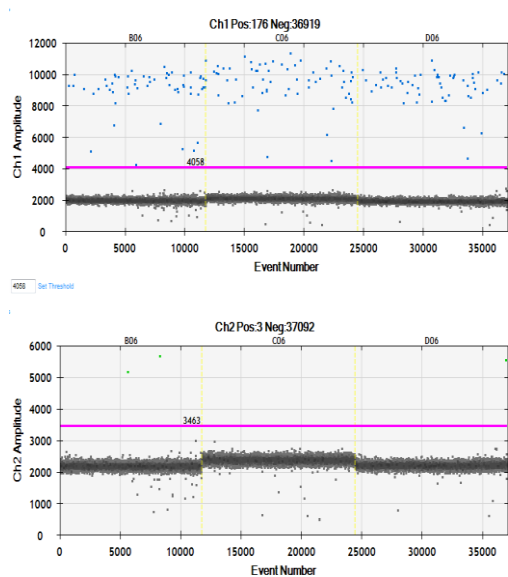 Ch1 Pos:176 Neg:36919
B06 C06 D06
12000
10000
8000
6000
4000
2000
0
4058
Ch1 Amplitude
0 5000 10000 15000 20000 25000 30000 35000
Event Number
4058 Set Threshold
Ch2 Pos:3 Neg:37092
B06 C06 D06
6000
5000
4000
3000
2000
1000
0
3463
Ch2 Amplitude
0 5000 10000 15000 20000 25000 30000 35000
Event Number